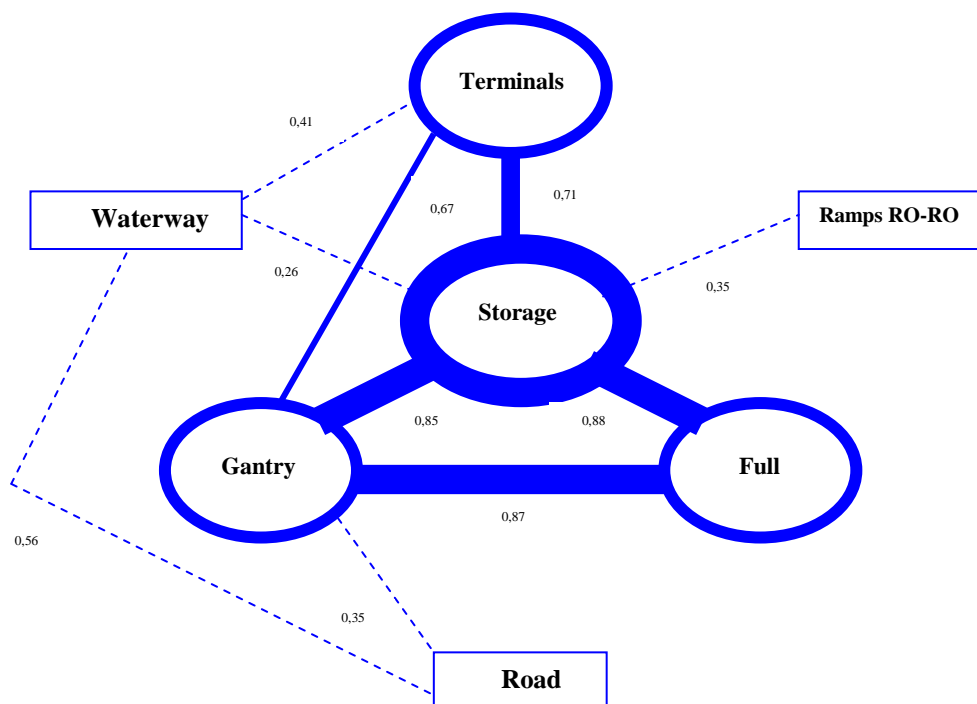 Terminals
0,41
Waterway
0,67
0,71
Ramps RO-RO
0,26
0,35
Storage
0,85
0,88
Gantry
Full
0,87
0,56
0,35
Road